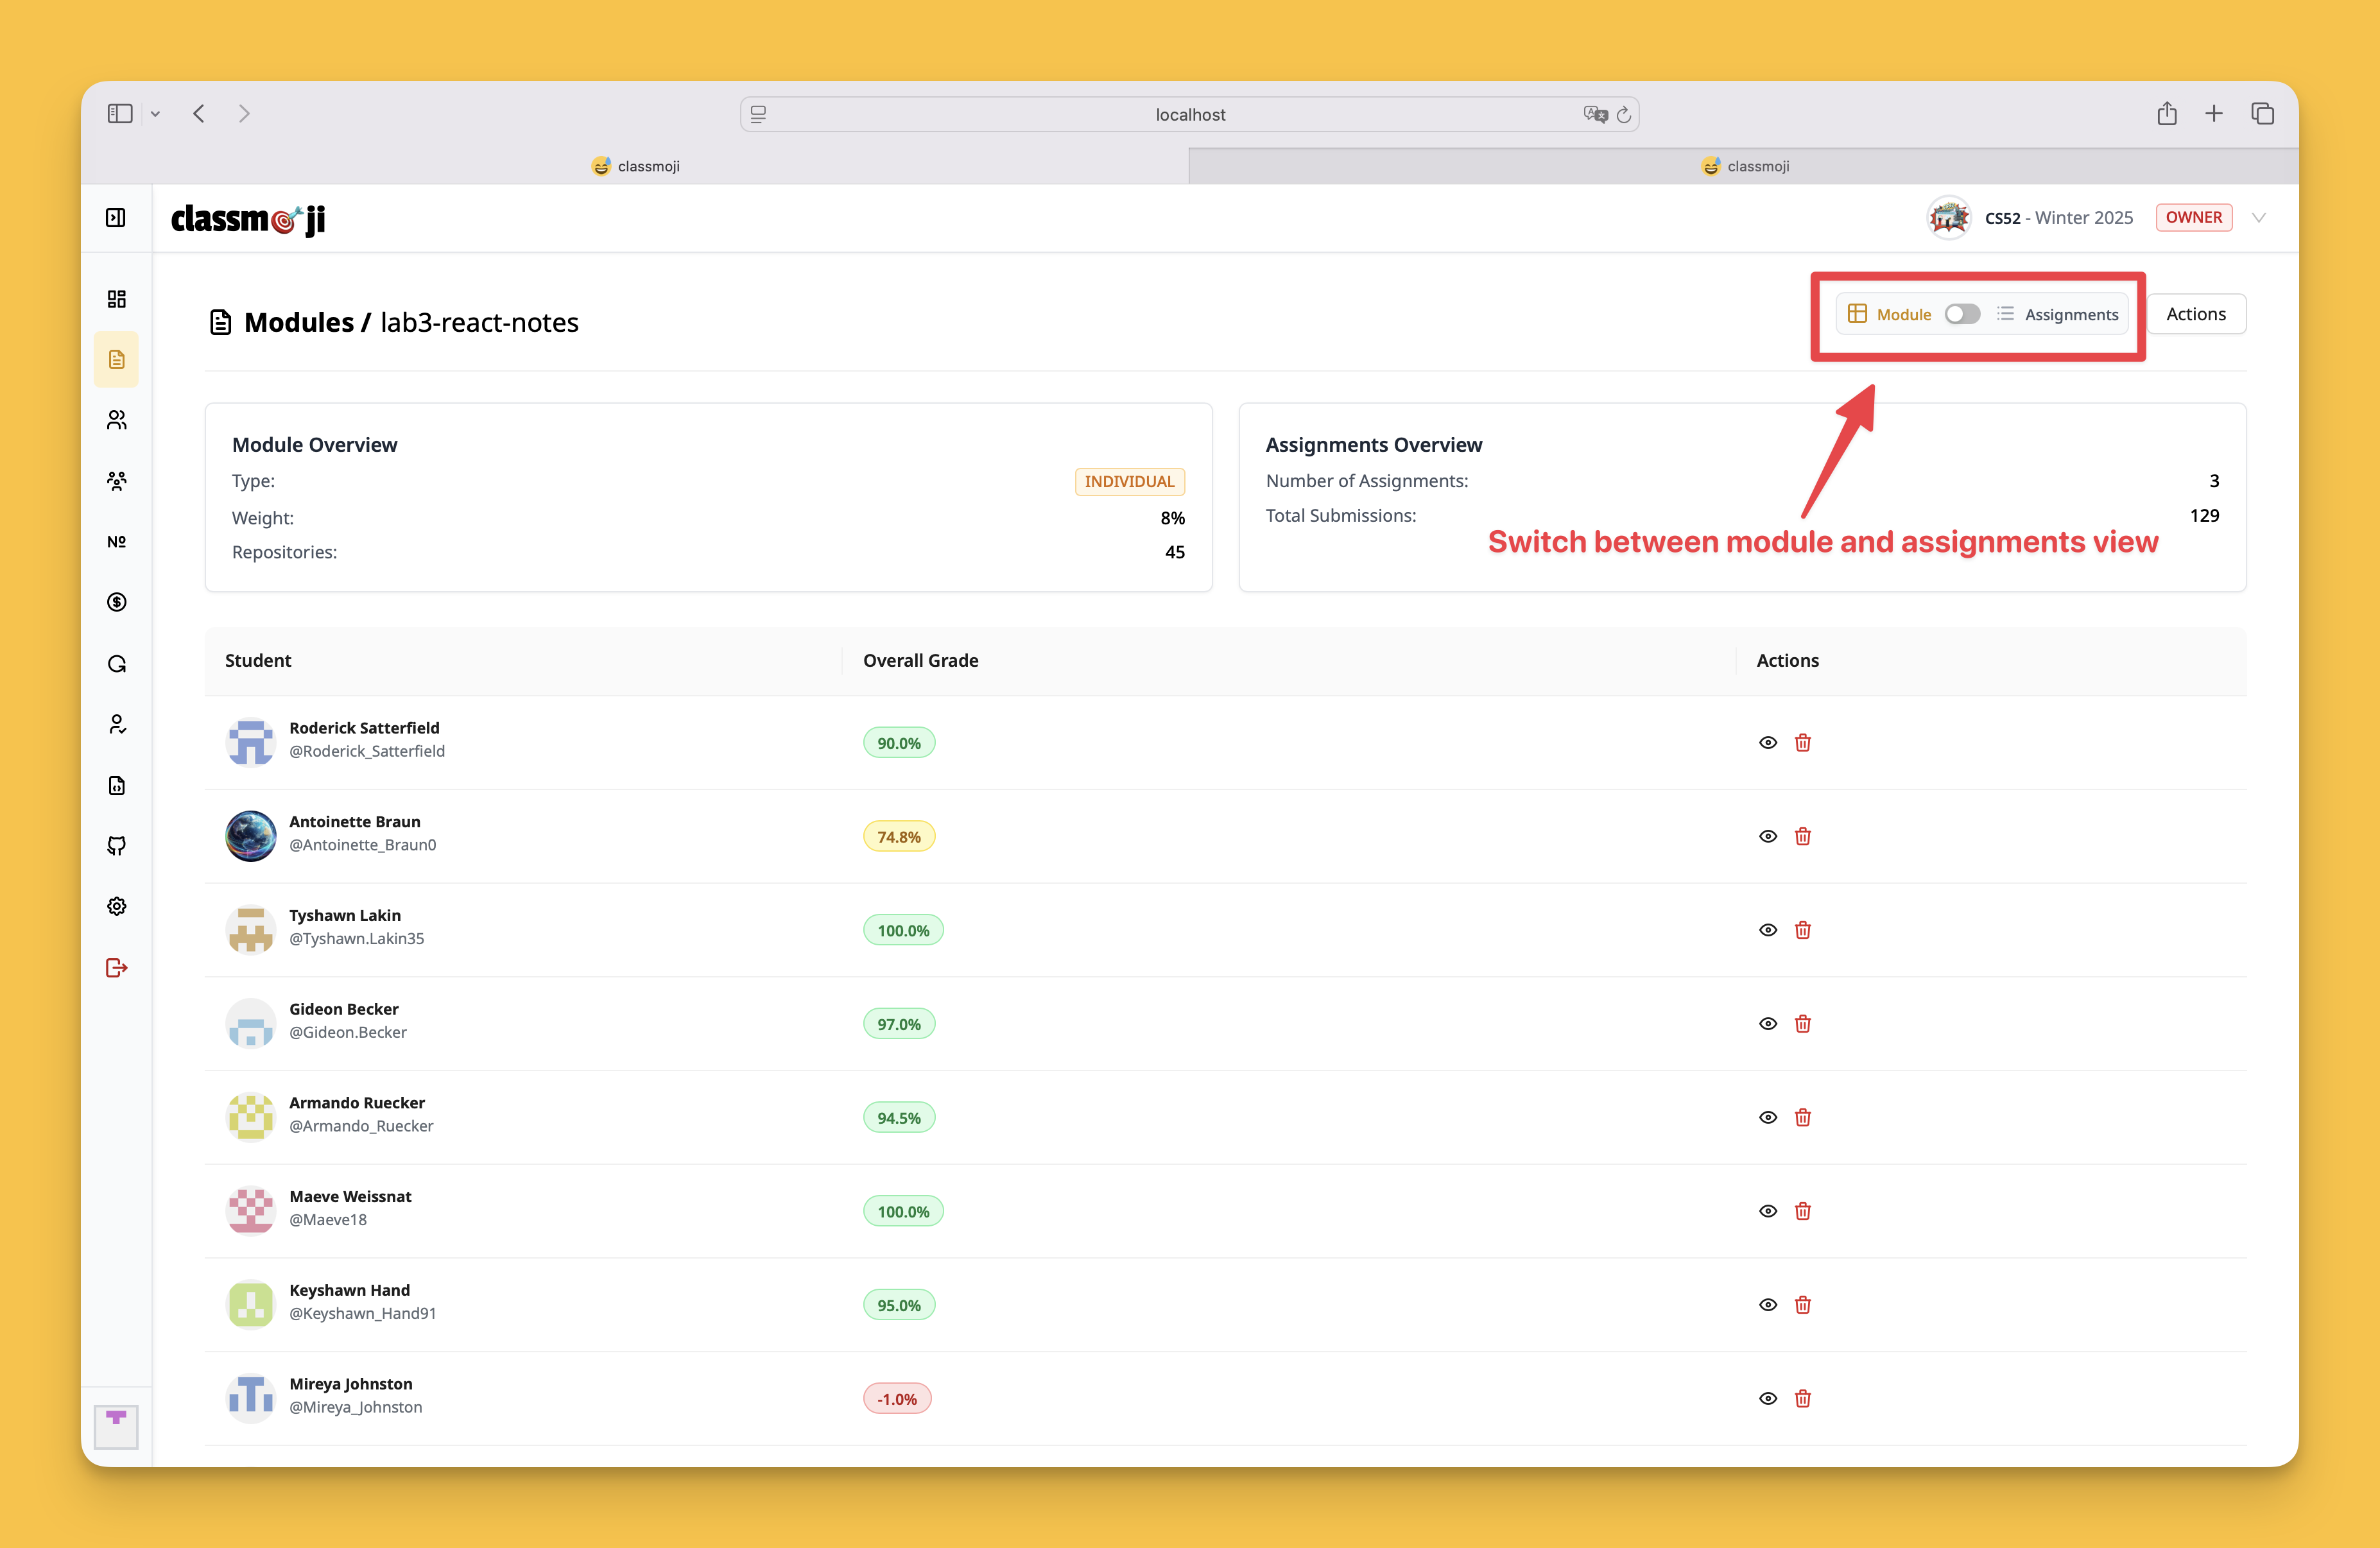 localhost
classmoji
classmoji
classmoji
CS52 - Winter 2025
OWNER
Modules / lab3-react-notes
Module
Assignments
Actions
Module Overview
Type:
INDIVIDUAL
Weight:
8%
Repositories:
45
Assignments Overview
Number of Assignments:
3
Total Submissions:
129
Switch between module and assignments view
Student
Overall Grade
Actions
Roderick Satterfield
@Roderick_Satterfield
90.0%
Antoinette Braun
@Antoinette_Braun0
74.8%
Tyshawn Lakin
@Tyshawn.Lakin35
100.0%
Gideon Becker
@Gideon.Becker
97.0%
Armando Ruecker
@Armando_Ruecker
94.5%
Maeve Weissnat
@Maeve18
100.0%
Keyshawn Hand
@Keyshawn_Hand91
95.0%
Mireya Johnston
@Mireya_Johnston
-1.0%
Nº